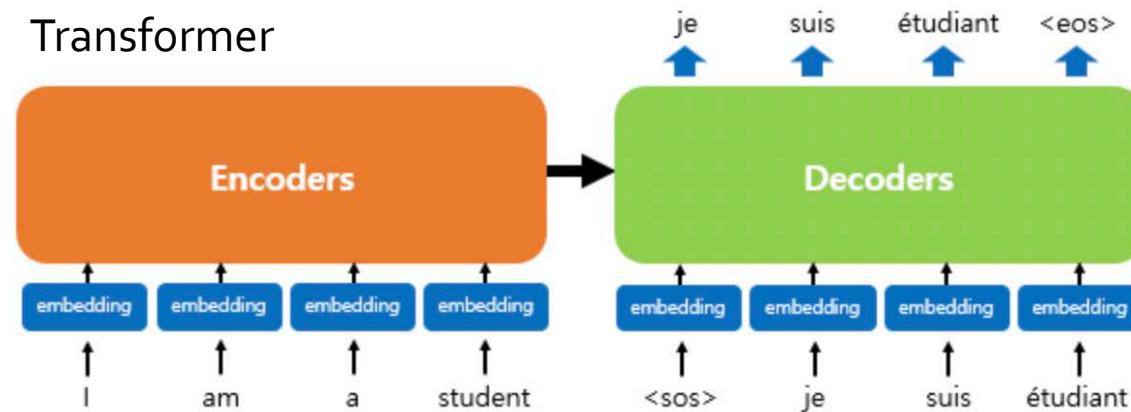 Transformer
je suis étudiant <eos>
Encoders
Decoders
embedding embedding embedding embedding
embedding embedding embedding embedding
I am a student
<sos> je suis étudiant